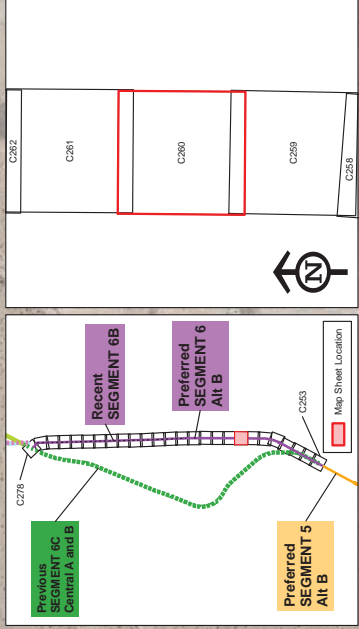 C262
C261
C260
C259
C258
N
C278
Previous
SEGMENT 6C
Central A and B
Recent
SEGMENT 6B
Preferred
SEGMENT 6
Alt B
C253
Preferred
SEGMENT 5
Alt B
Map Sheet Location